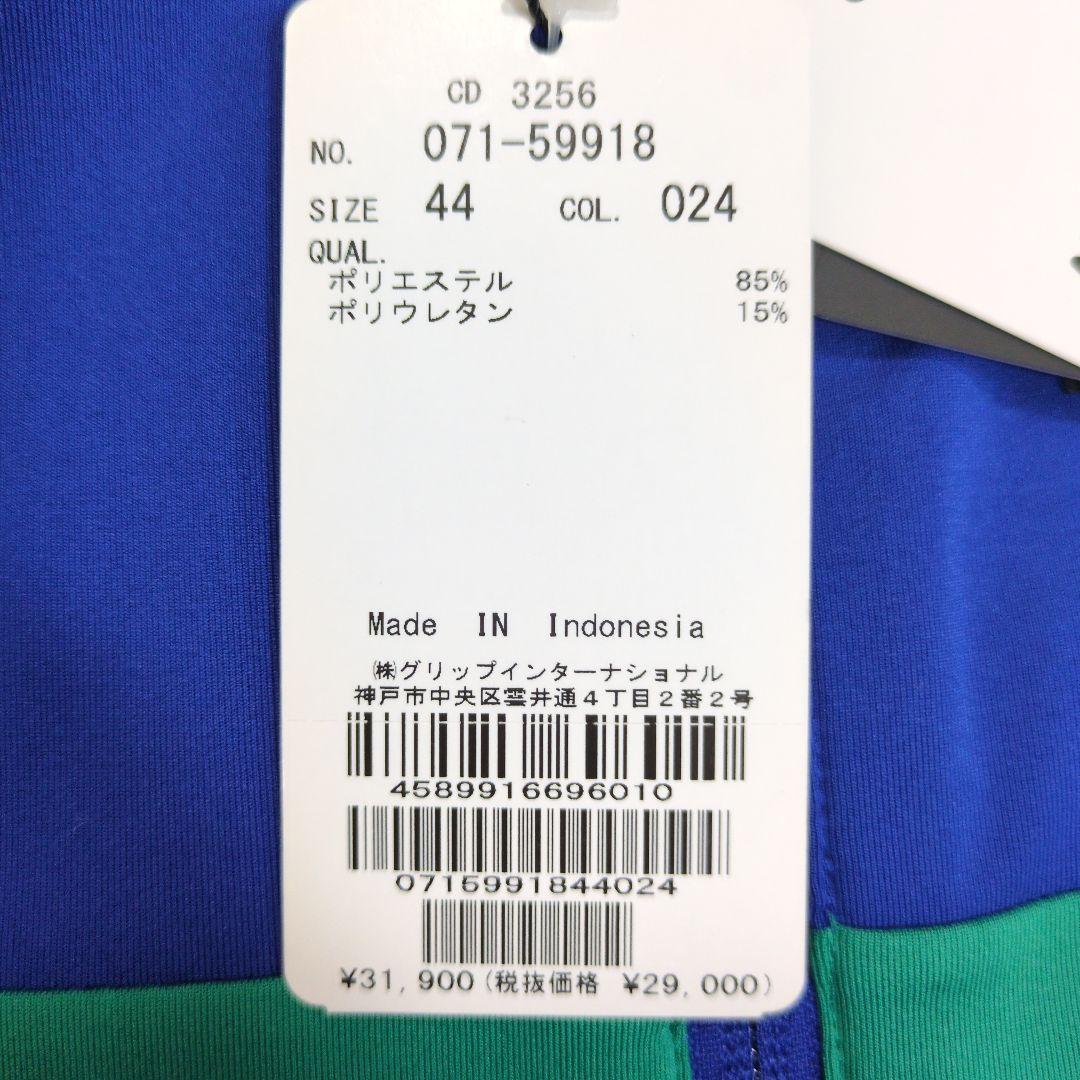 CD 3256
NO. 071-59918
SIZE 44 COL. 024
QUAL.
ポリエステル 85%
ポリウレタン 15%
Made IN Indonesia
㈱グリップインターナショナル
神戸市中央区雲井通4丁目2番2号
4589916696010
0715991844024
¥31,900(税抜価格 ¥29,000)